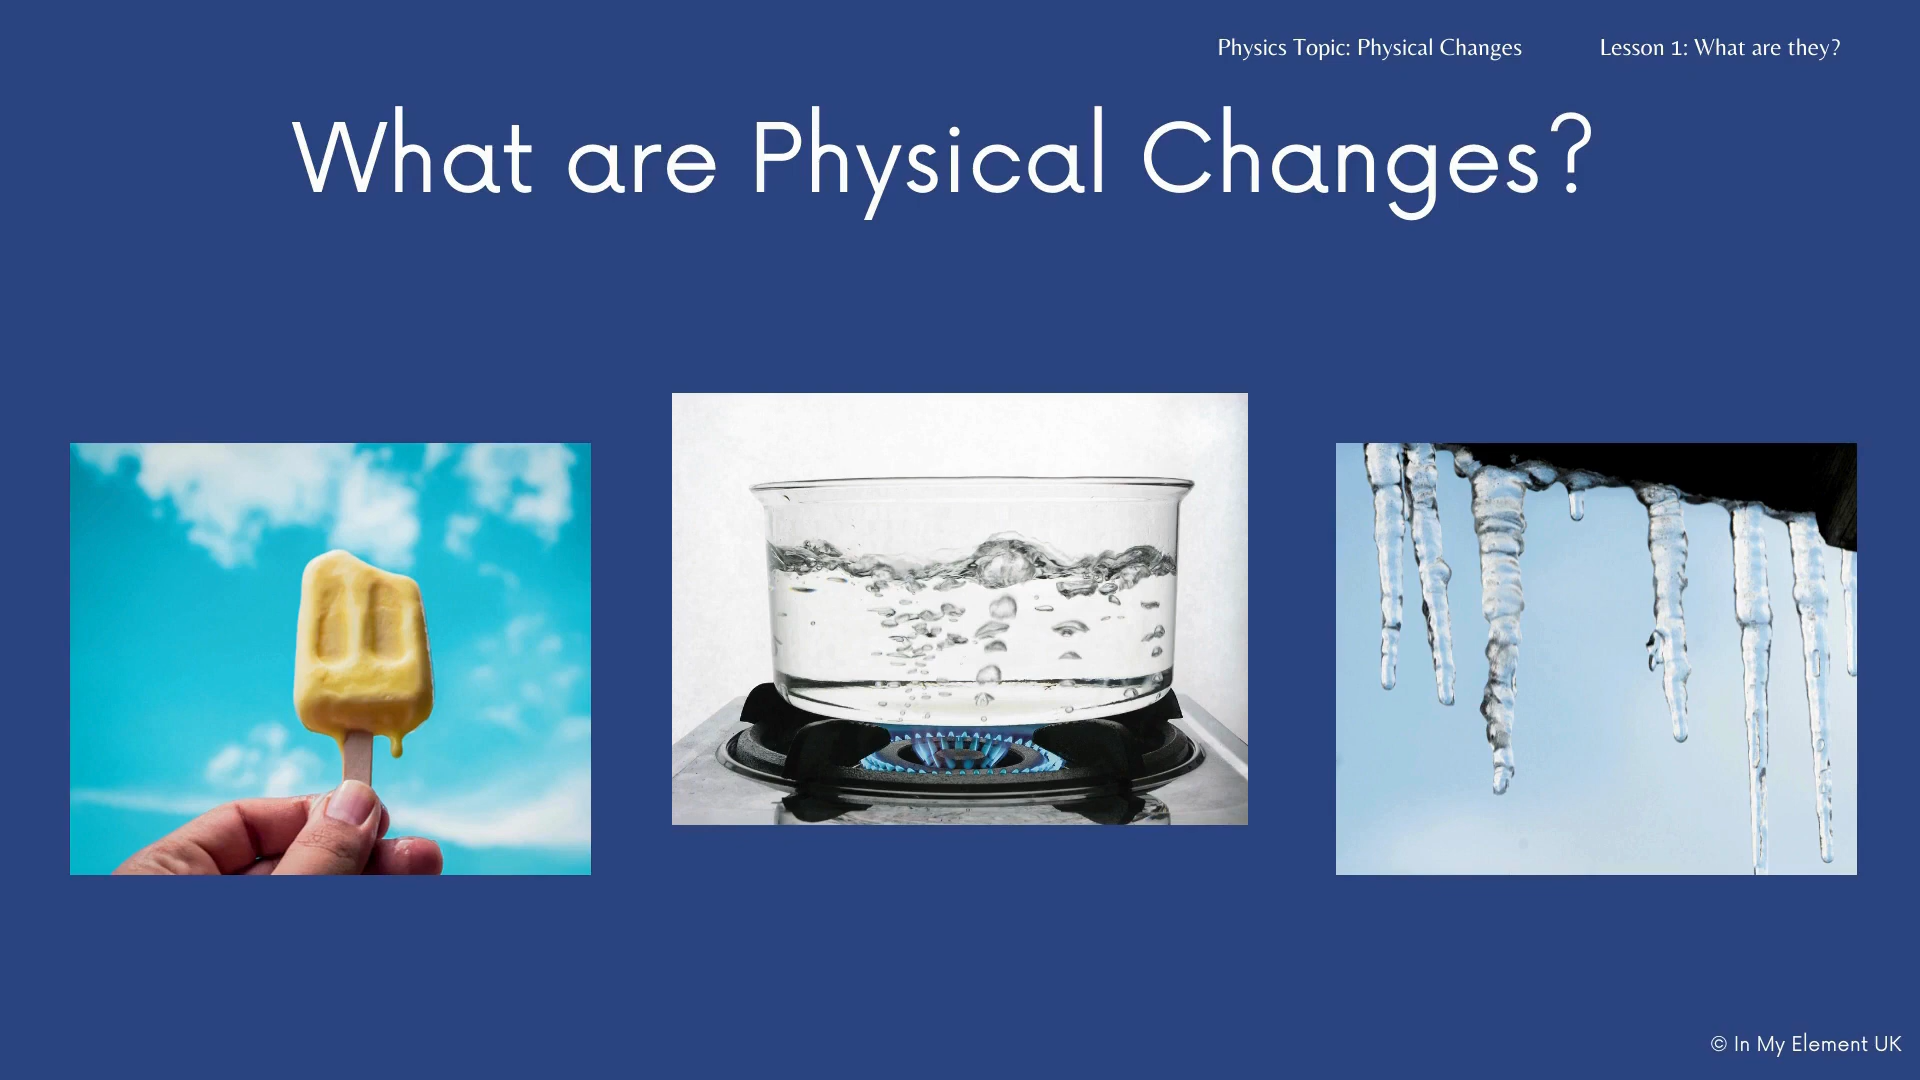 Physics Topic: Physical Changes
Lesson 1: What are they?
What are Physical Changes?
© In My Element UK